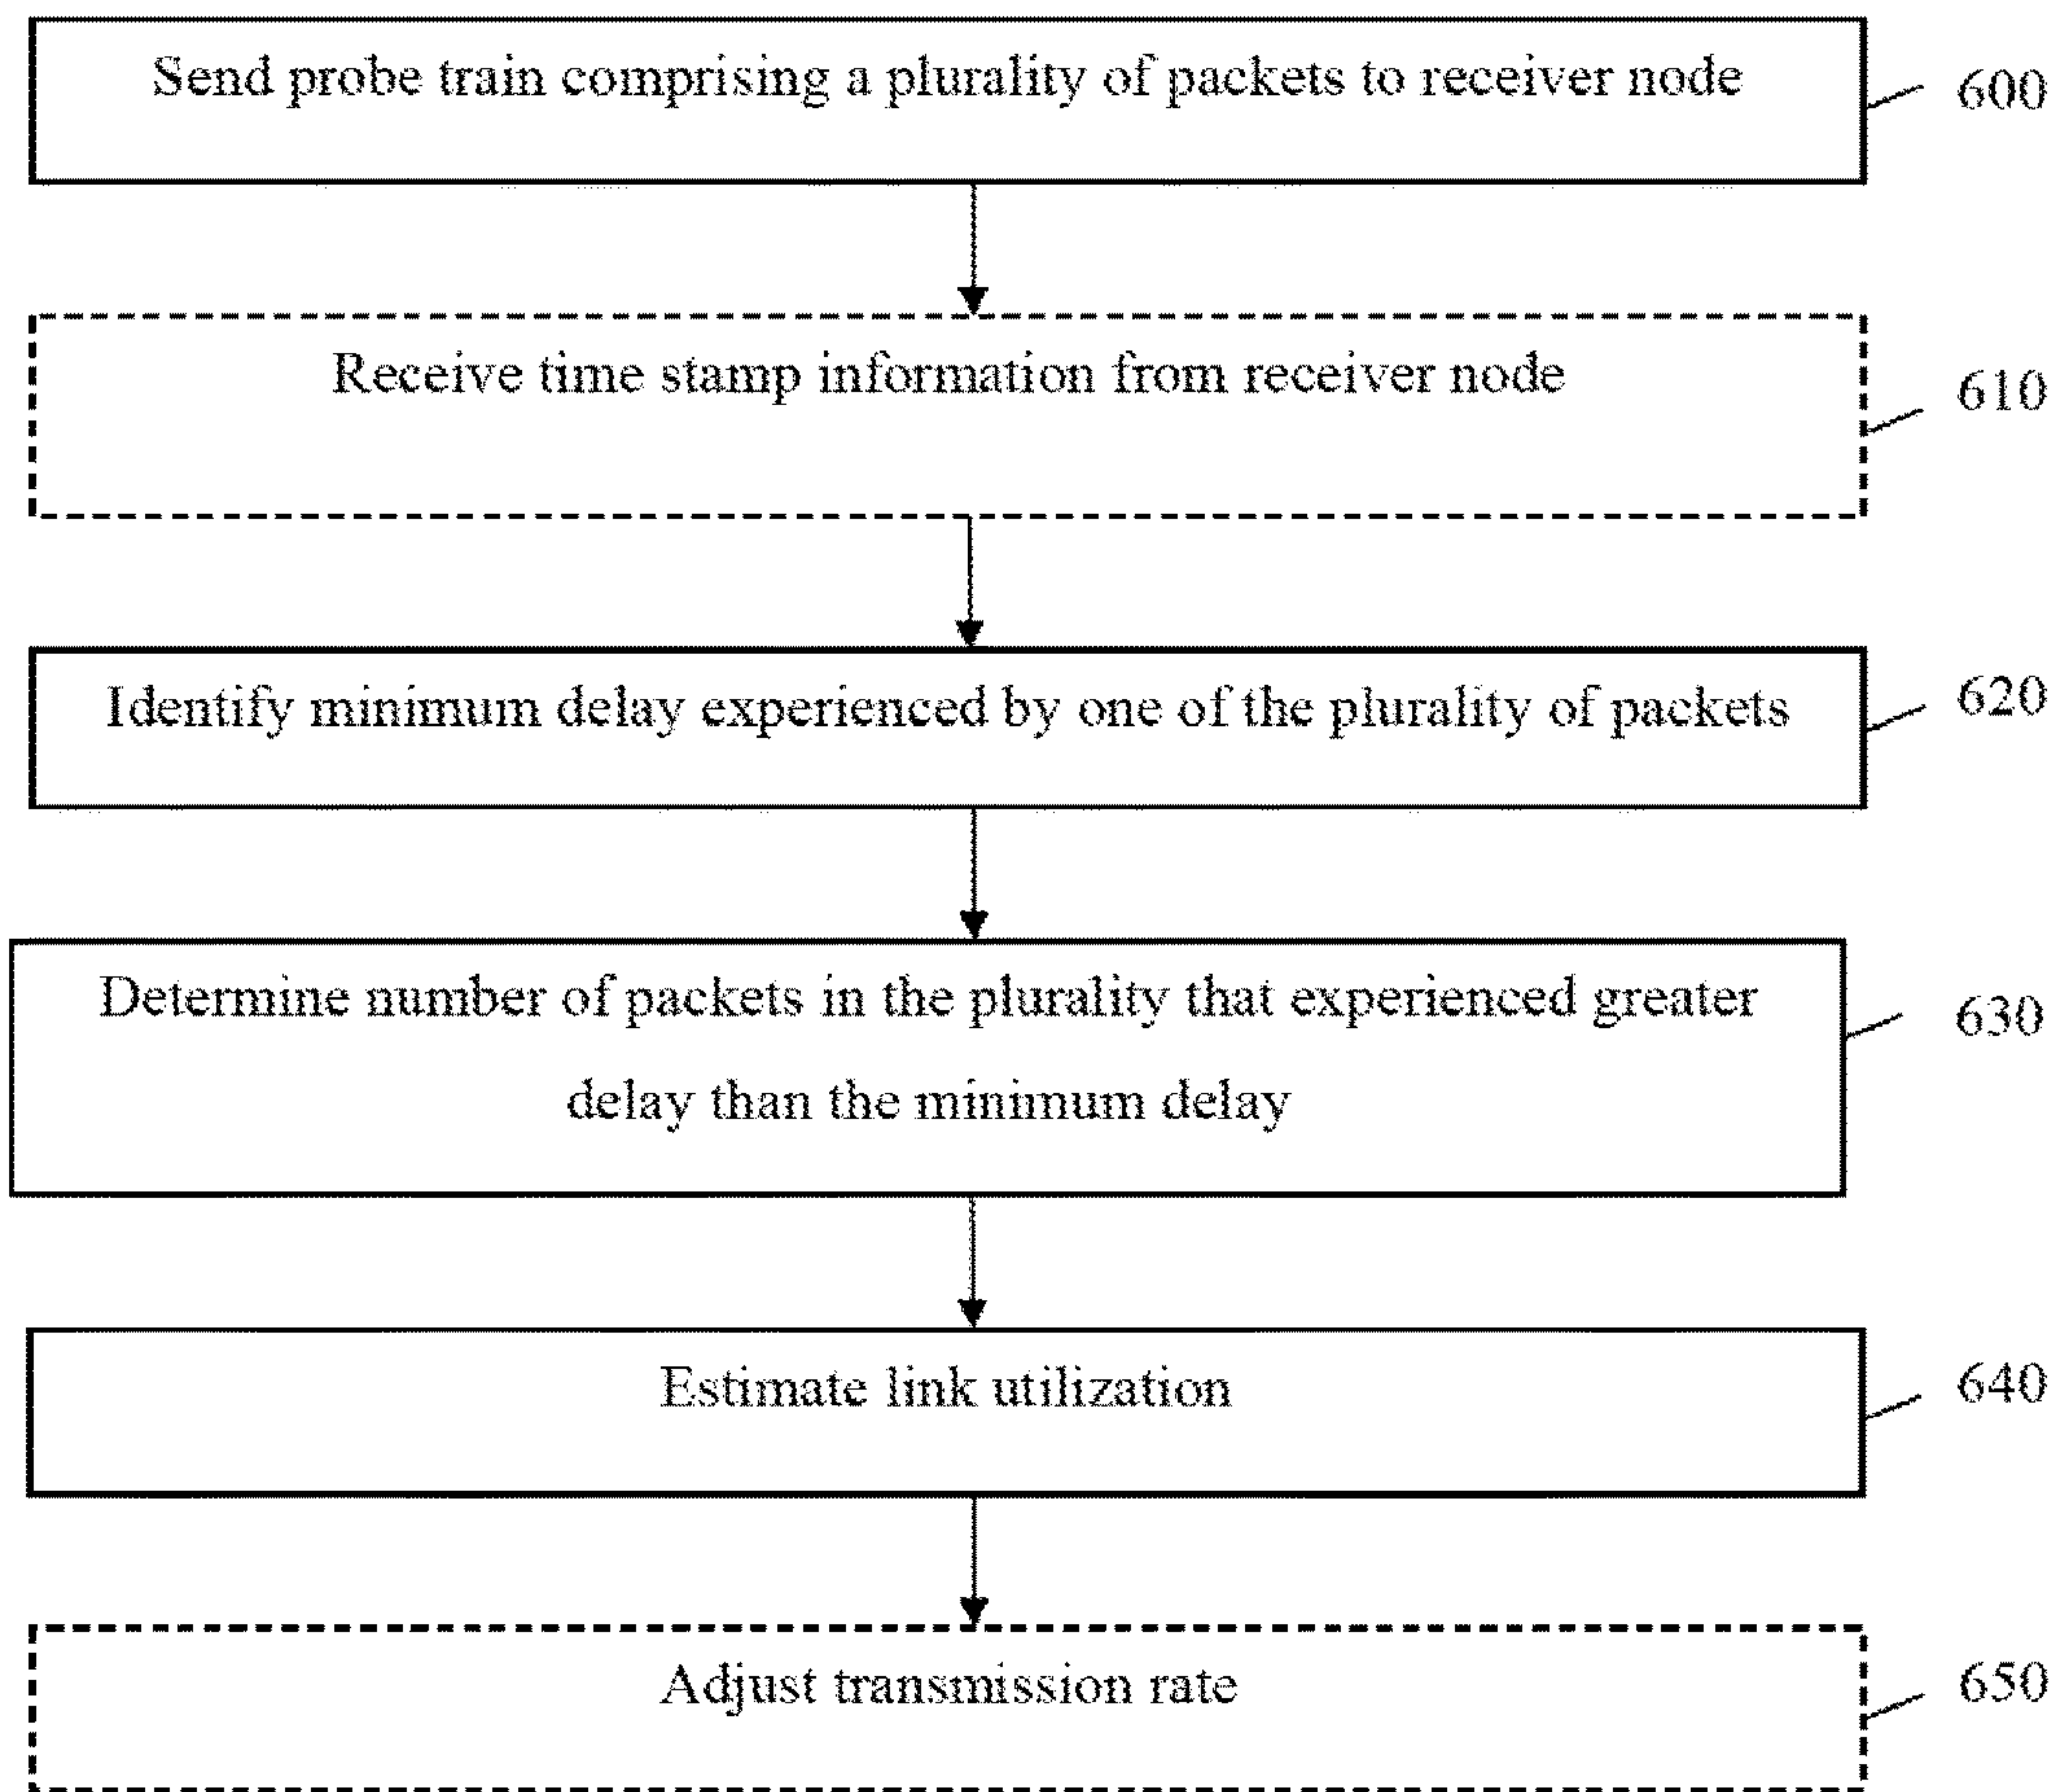 Send probe train comprising a plurality of packets to receiver node
600
Receive time stamp information from receiver node
610
Identify minimum delay experienced by one of the plurality of packets
620
Determine number of packets in the plurality that experienced greater
delay than the minimum delay
630
Estimate link utilization
640
Adjust transmission rate
650